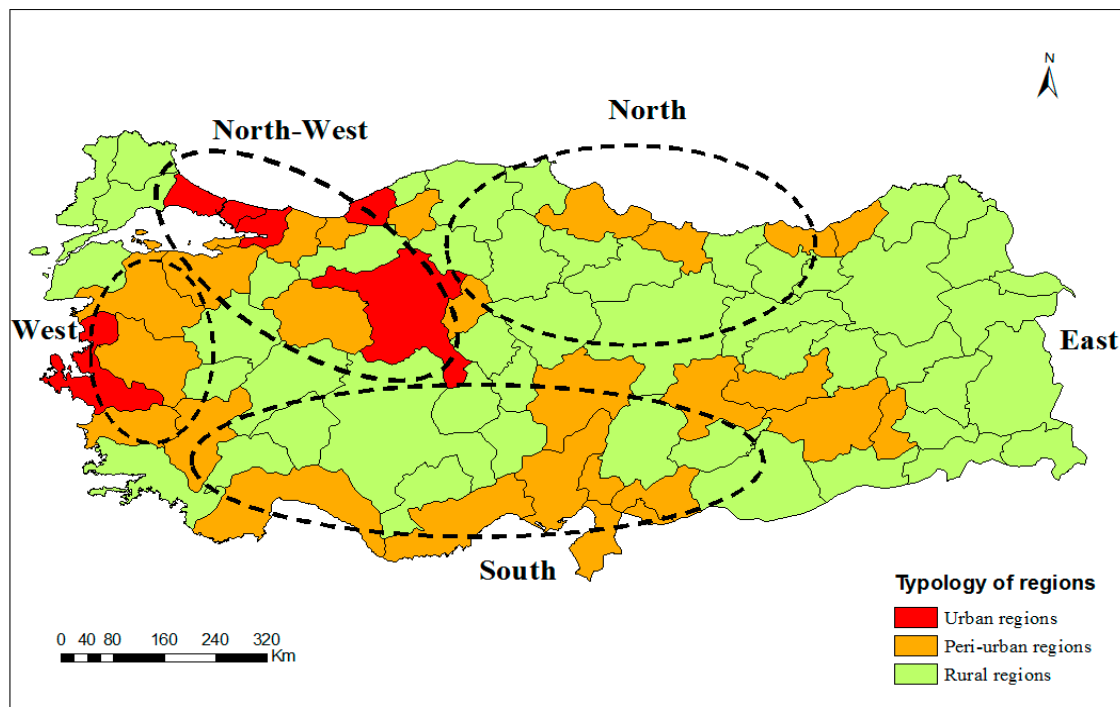 N
North
North-West
West
East
South
Typology of regions
Urban regions
Peri-urban regions
Rural regions
0 40 80 160 240 320
Km